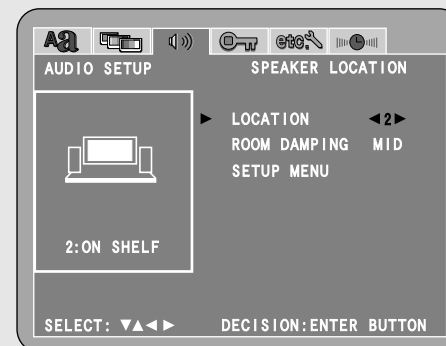 Aa etc.
AUDIO SETUP SPEAKER LOCATION
▶ LOCATION ◀2▶
ROOM DAMPING MID
SETUP MENU
2:ON SHELF
SELECT: ▼▲◀ ▶ DECISION:ENTER BUTTON